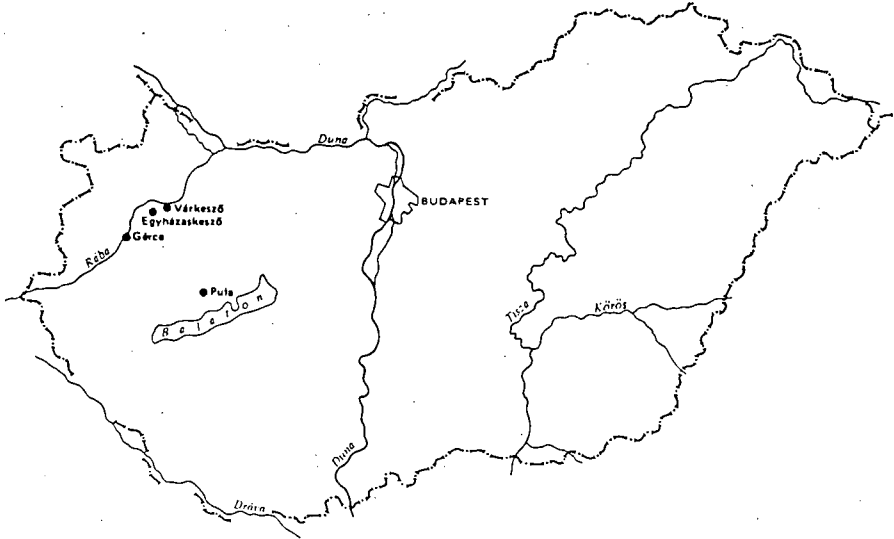 Duna
BUDAPEST
Várkesző
Egyházaskesző
Gérce
Rába
Pula
Balaton
Tisza
Körös
Duna
Dráva